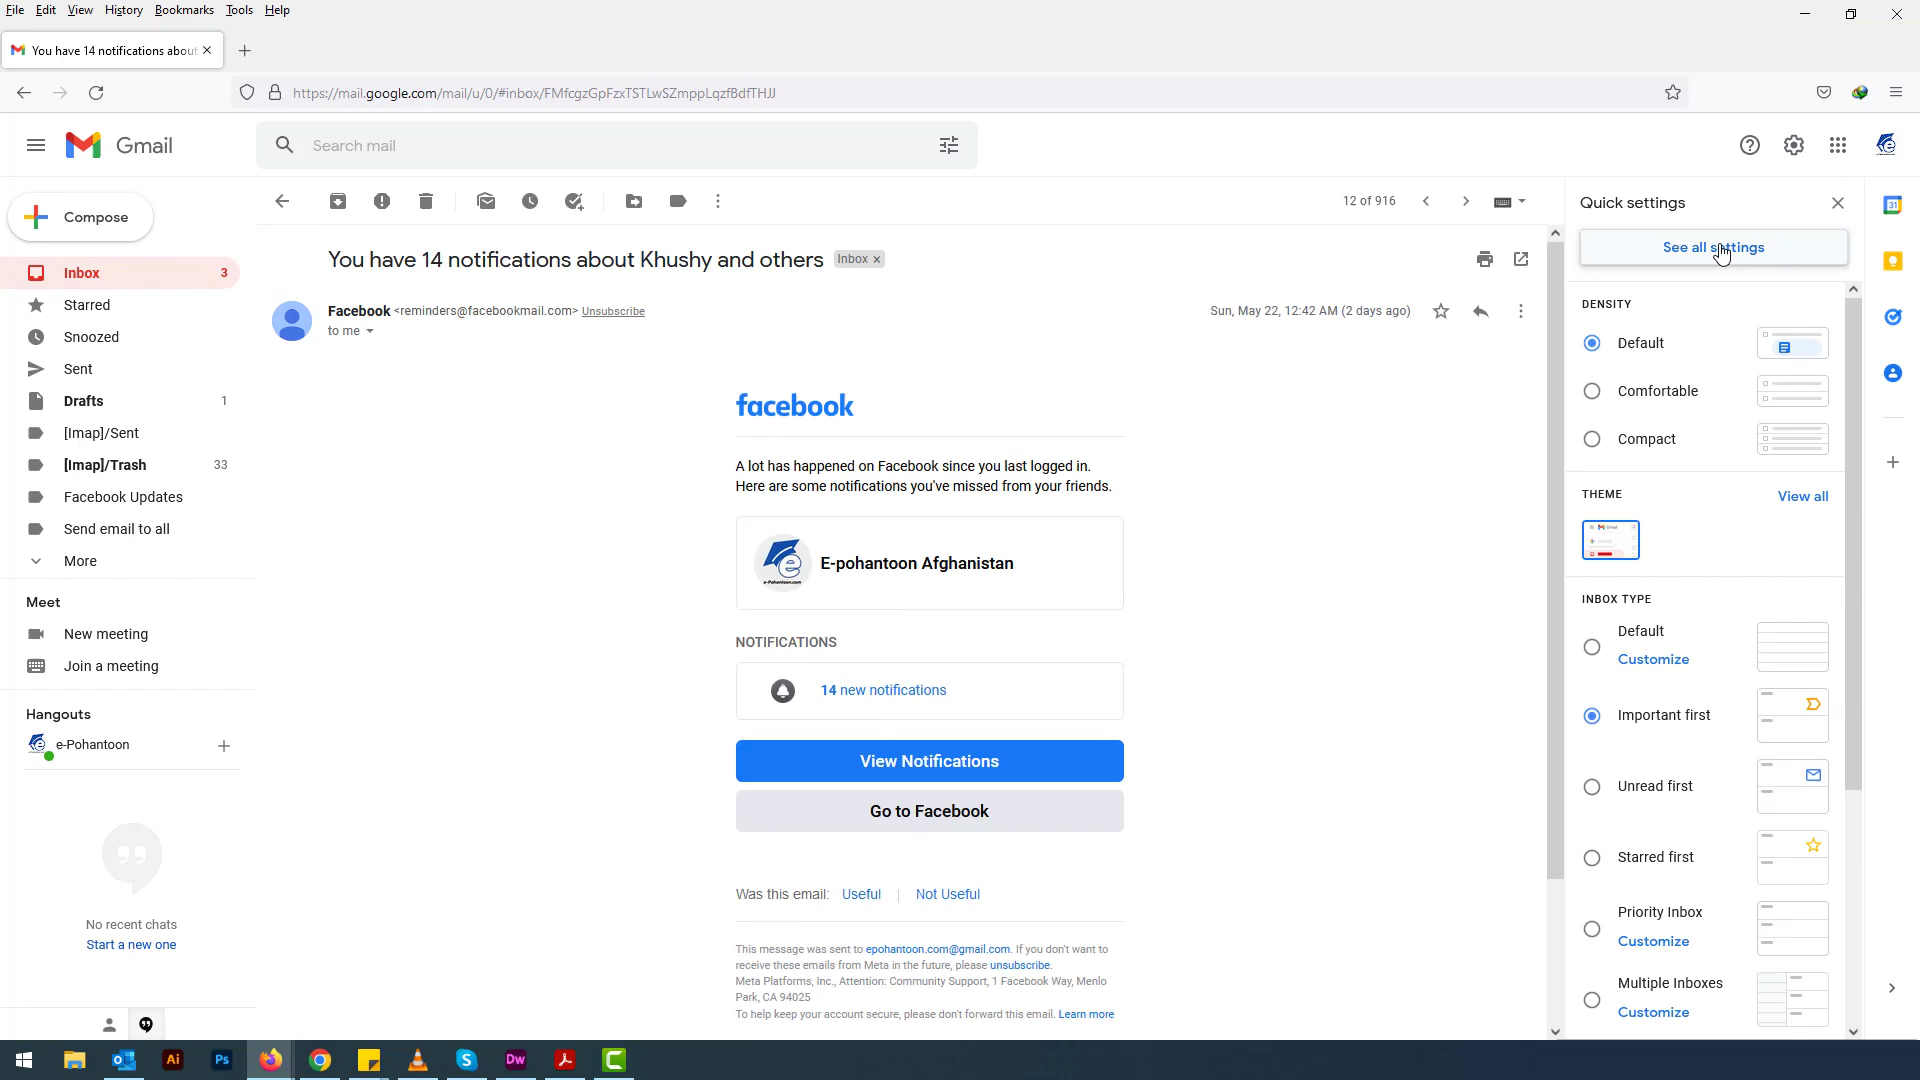 File Edit View History Bookmarks Tools Help
You have 14 notifications about
https://mail.google.com/mail/u/0/#inbox/FMfcgzGpFzxTSTLwSZmppLqzfBdfTHJJ
Gmail
Search mail
Compose
Inbox 3
Starred
Snoozed
Sent
Drafts 1
[Imap]/Sent
[Imap]/Trash 33
Facebook Updates
Send email to all
More
Meet
New meeting
Join a meeting
Hangouts
e-Pohantoon
No recent chats
Start a new one
12 of 916
You have 14 notifications about Khushy and others Inbox
Facebook <reminders@facebookmail.com> Unsubscribe
Sun, May 22, 12:42 AM (2 days ago)
to me
facebook
A lot has happened on Facebook since you last logged in.
Here are some notifications you've missed from your friends.
E-pohantoon Afghanistan
e-Pohantoon.com
NOTIFICATIONS
14 new notifications
View Notifications
Go to Facebook
Was this email: Useful | Not Useful
This message was sent to epohantoon.com@gmail.com. If you don't want to
receive these emails from Meta in the future, please unsubscribe.
Meta Platforms, Inc., Attention: Community Support, 1 Facebook Way, Menlo
Park, CA 94025
To help keep your account secure, please don't forward this email. Learn more
Quick settings
See all settings
DENSITY
Default
Comfortable
Compact
THEME View all
INBOX TYPE
Default
Customize
Important first
Unread first
Starred first
Priority Inbox
Customize
Multiple Inboxes
Customize
31
Ai
Ps
Dw